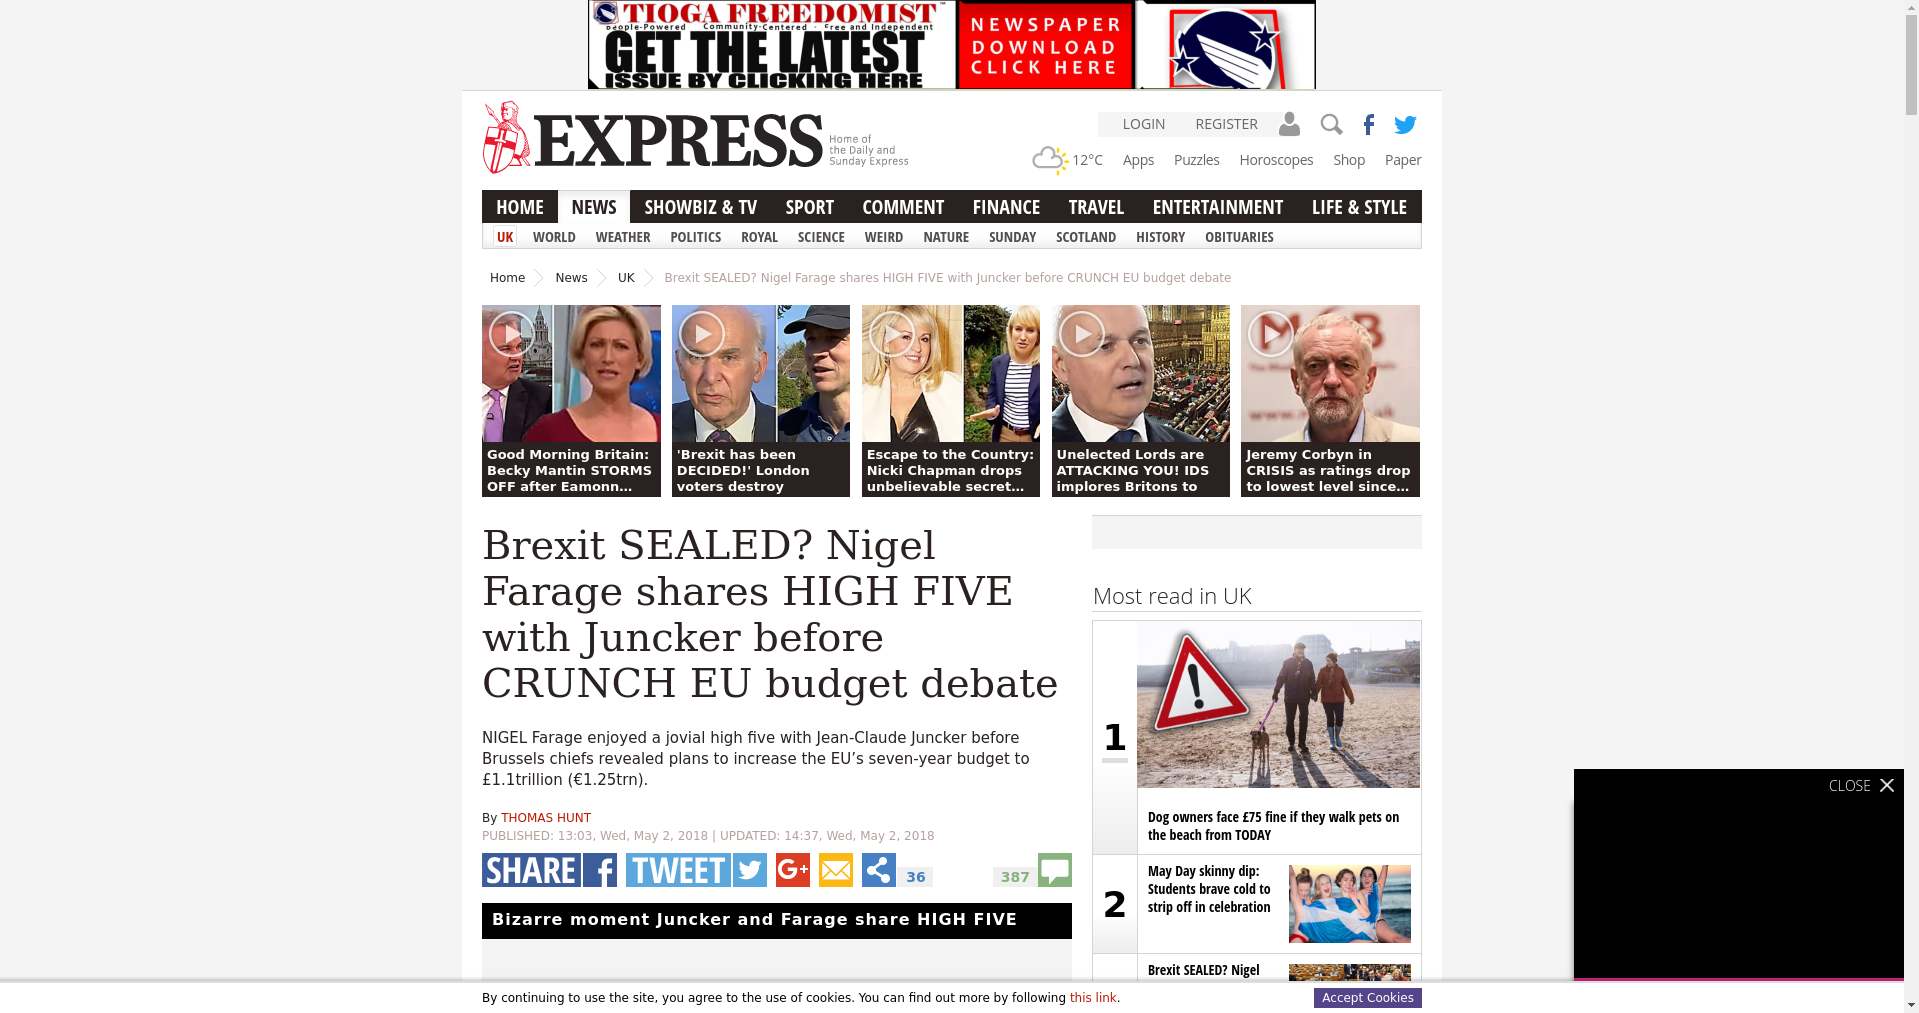 TIOGA FREEDOMIST
People-Powered Community-Centered Free and Independent
GET THE LATEST
ISSUE BY CLICKING HERE
NEWSPAPER
DOWNLOAD
CLICK HERE
EXPRESS
Home of
the Daily and
Sunday Express
LOGIN REGISTER
12°C Apps Puzzles Horoscopes Shop Paper
HOME NEWS SHOWBIZ & TV SPORT COMMENT FINANCE TRAVEL ENTERTAINMENT LIFE & STYLE
UK WORLD WEATHER POLITICS ROYAL SCIENCE WEIRD NATURE SUNDAY SCOTLAND HISTORY OBITUARIES
Home News UK Brexit SEALED? Nigel Farage shares HIGH FIVE with Juncker before CRUNCH EU budget debate
Good Morning Britain:
Becky Mantin STORMS
OFF after Eamonn...
'Brexit has been
DECIDED!' London
voters destroy
Escape to the Country:
Nicki Chapman drops
unbelievable secret...
Unelected Lords are
ATTACKING YOU! IDS
implores Britons to
Jeremy Corbyn in
CRISIS as ratings drop
to lowest level since...
Brexit SEALED? Nigel
Farage shares HIGH FIVE
with Juncker before
CRUNCH EU budget debate
NIGEL Farage enjoyed a jovial high five with Jean-Claude Juncker before
Brussels chiefs revealed plans to increase the EU’s seven-year budget to
£1.1trillion (€1.25trn).
By THOMAS HUNT
PUBLISHED: 13:03, Wed, May 2, 2018 | UPDATED: 14:37, Wed, May 2, 2018
SHARE TWEET G+ 36 387
Bizarre moment Juncker and Farage share HIGH FIVE
Most read in UK
1
Dog owners face £75 fine if they walk pets on
the beach from TODAY
2
May Day skinny dip:
Students brave cold to
strip off in celebration
Brexit SEALED? Nigel
CLOSE
By continuing to use the site, you agree to the use of cookies. You can find out more by following this link.
Accept Cookies